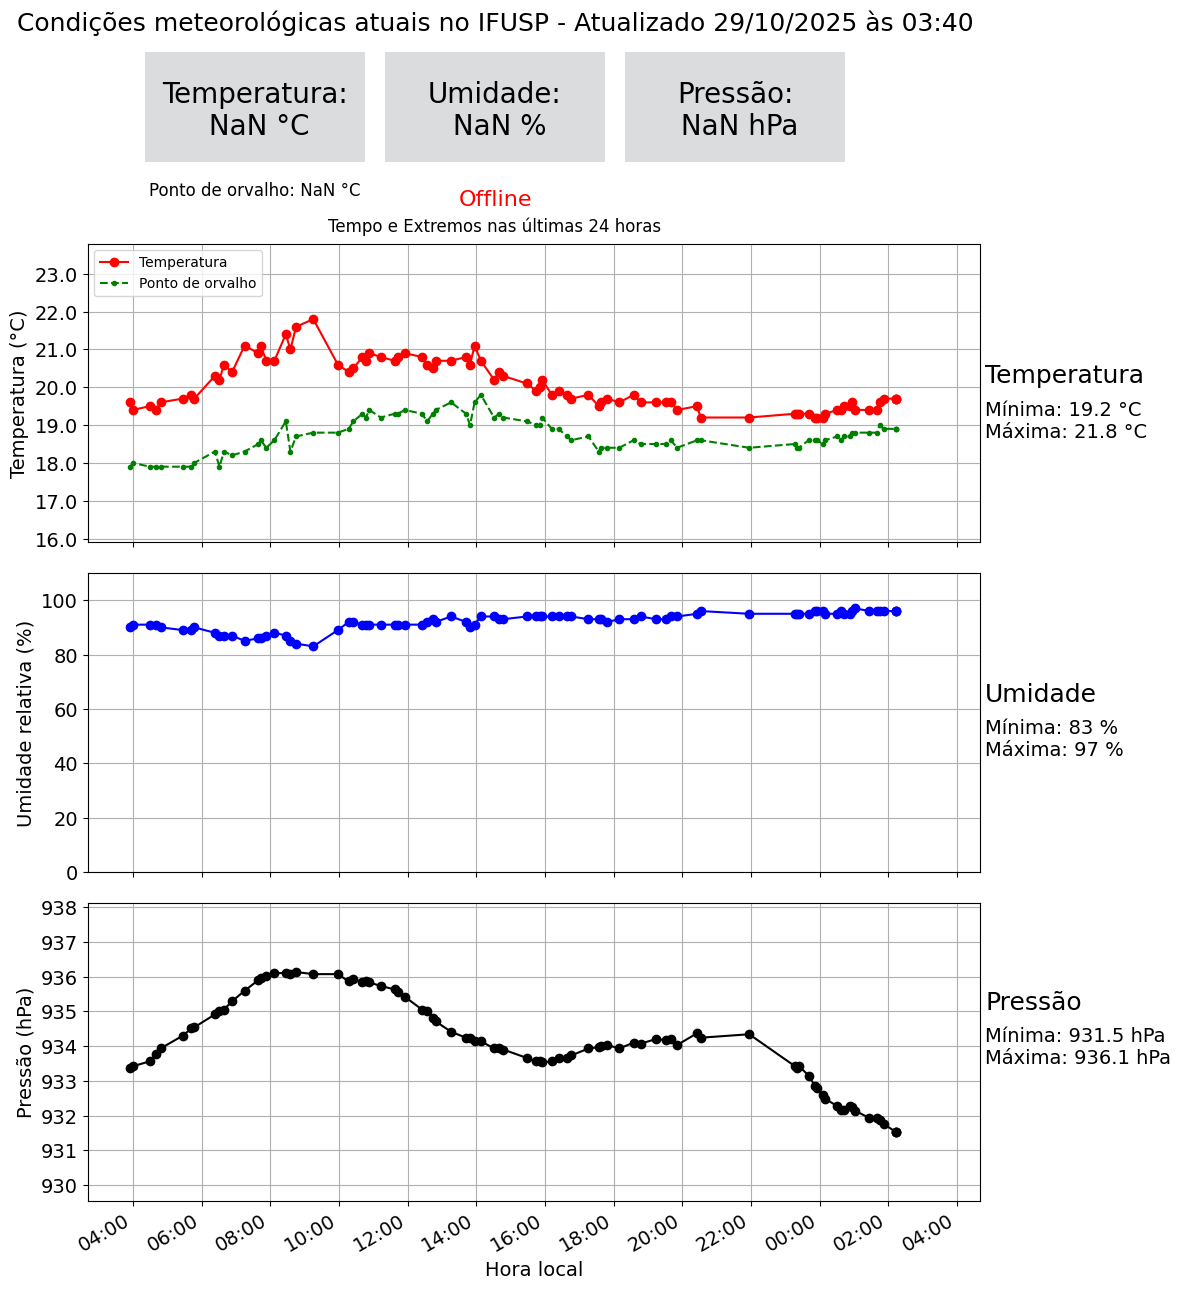 Condições meteorológicas atuais no IFUSP - Atualizado 29/10/2025 às 03:40
Temperatura:
NaN °C
Umidade:
NaN %
Pressão:
NaN hPa
Ponto de orvalho: NaN °C
Offline
Tempo e Extremos nas últimas 24 horas
Temperatura
Ponto de orvalho
Temperatura (°C)
23.0
22.0
21.0
20.0
19.0
18.0
17.0
16.0
Temperatura
Mínima: 19.2 °C
Máxima: 21.8 °C
Umidade relativa (%)
100
80
60
40
20
0
Umidade
Mínima: 83 %
Máxima: 97 %
Pressão (hPa)
938
937
936
935
934
933
932
931
930
Pressão
Mínima: 931.5 hPa
Máxima: 936.1 hPa
04:00 06:00 08:00 10:00 12:00 14:00 16:00 18:00 20:00 22:00 00:00 02:00 04:00
Hora local